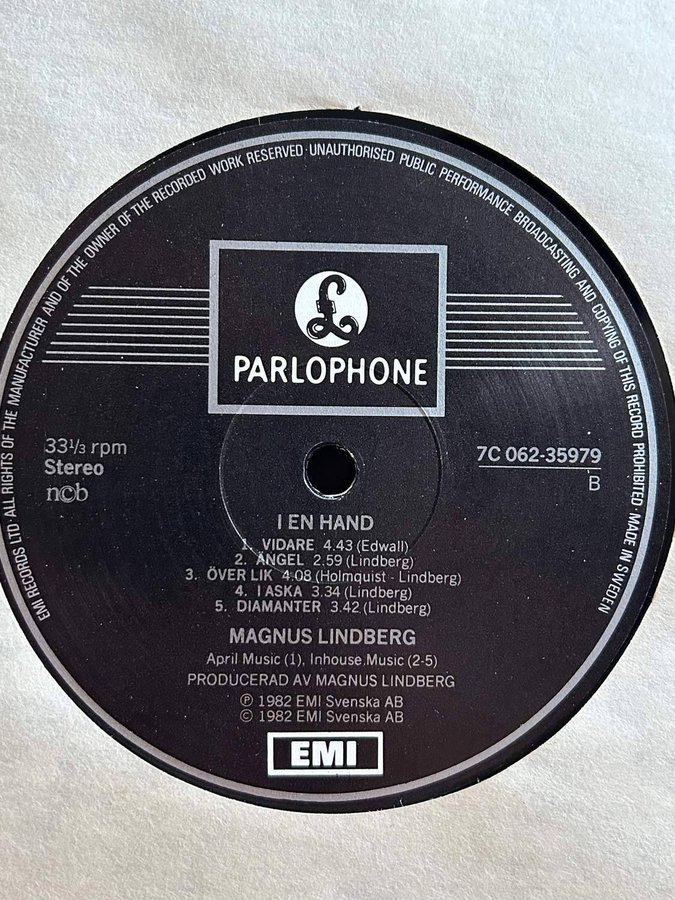 EMI RECORDS LTD · ALL RIGHTS OF THE MANUFACTURER AND OF THE OWNER OF THE RECORDED WORK RESERVED · UNAUTHORISED PUBLIC PERFORMANCE BROADCASTING AND COPYING OF THIS RECORD PROHIBITED · MADE IN SWEDEN
£
PARLOPHONE
33⅓ rpm
Stereo
n©b
7C 062-35979
B
I EN HAND
1. VIDARE 4.43 (Edwall)
2. ÄNGEL 2.59 (Lindberg)
3. ÖVER LIK 4.08 (Holmquist - Lindberg)
4. I ASKA 3.34 (Lindberg)
5. DIAMANTER 3.42 (Lindberg)
MAGNUS LINDBERG
April Music (1), Inhouse Music (2-5)
PRODUCERAD AV MAGNUS LINDBERG
℗ 1982 EMI Svenska AB
© 1982 EMI Svenska AB
EMI